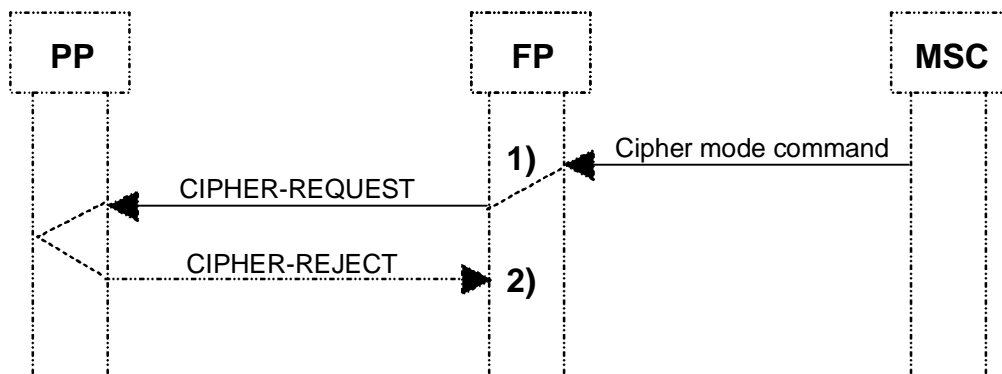 PP
FP
MSC
1)
Cipher mode command
CIPHER-REQUEST
CIPHER-REJECT
2)